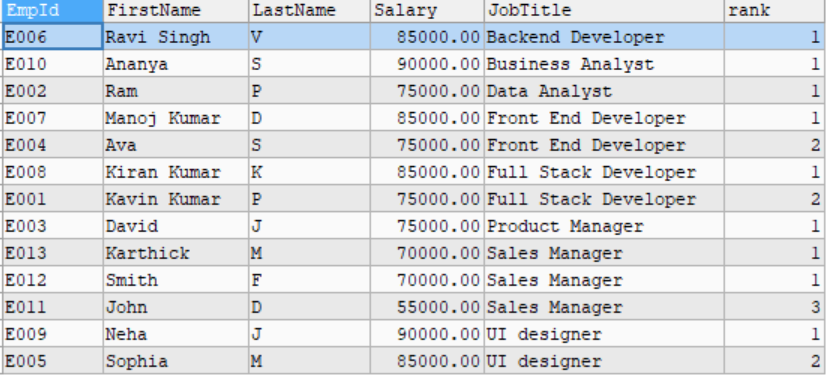 EmpId FirstName LastName Salary JobTitle rank
E006 Ravi Singh V 85000.00 Backend Developer 1
E010 Ananya S 90000.00 Business Analyst 1
E002 Ram P 75000.00 Data Analyst 1
E007 Manoj Kumar D 85000.00 Front End Developer 1
E004 Ava S 75000.00 Front End Developer 2
E008 Kiran Kumar K 85000.00 Full Stack Developer 1
E001 Kavin Kumar P 75000.00 Full Stack Developer 2
E003 David J 75000.00 Product Manager 1
E013 Karthick M 70000.00 Sales Manager 1
E012 Smith F 70000.00 Sales Manager 1
E011 John D 55000.00 Sales Manager 3
E009 Neha J 90000.00 UI designer 1
E005 Sophia M 85000.00 UI designer 2